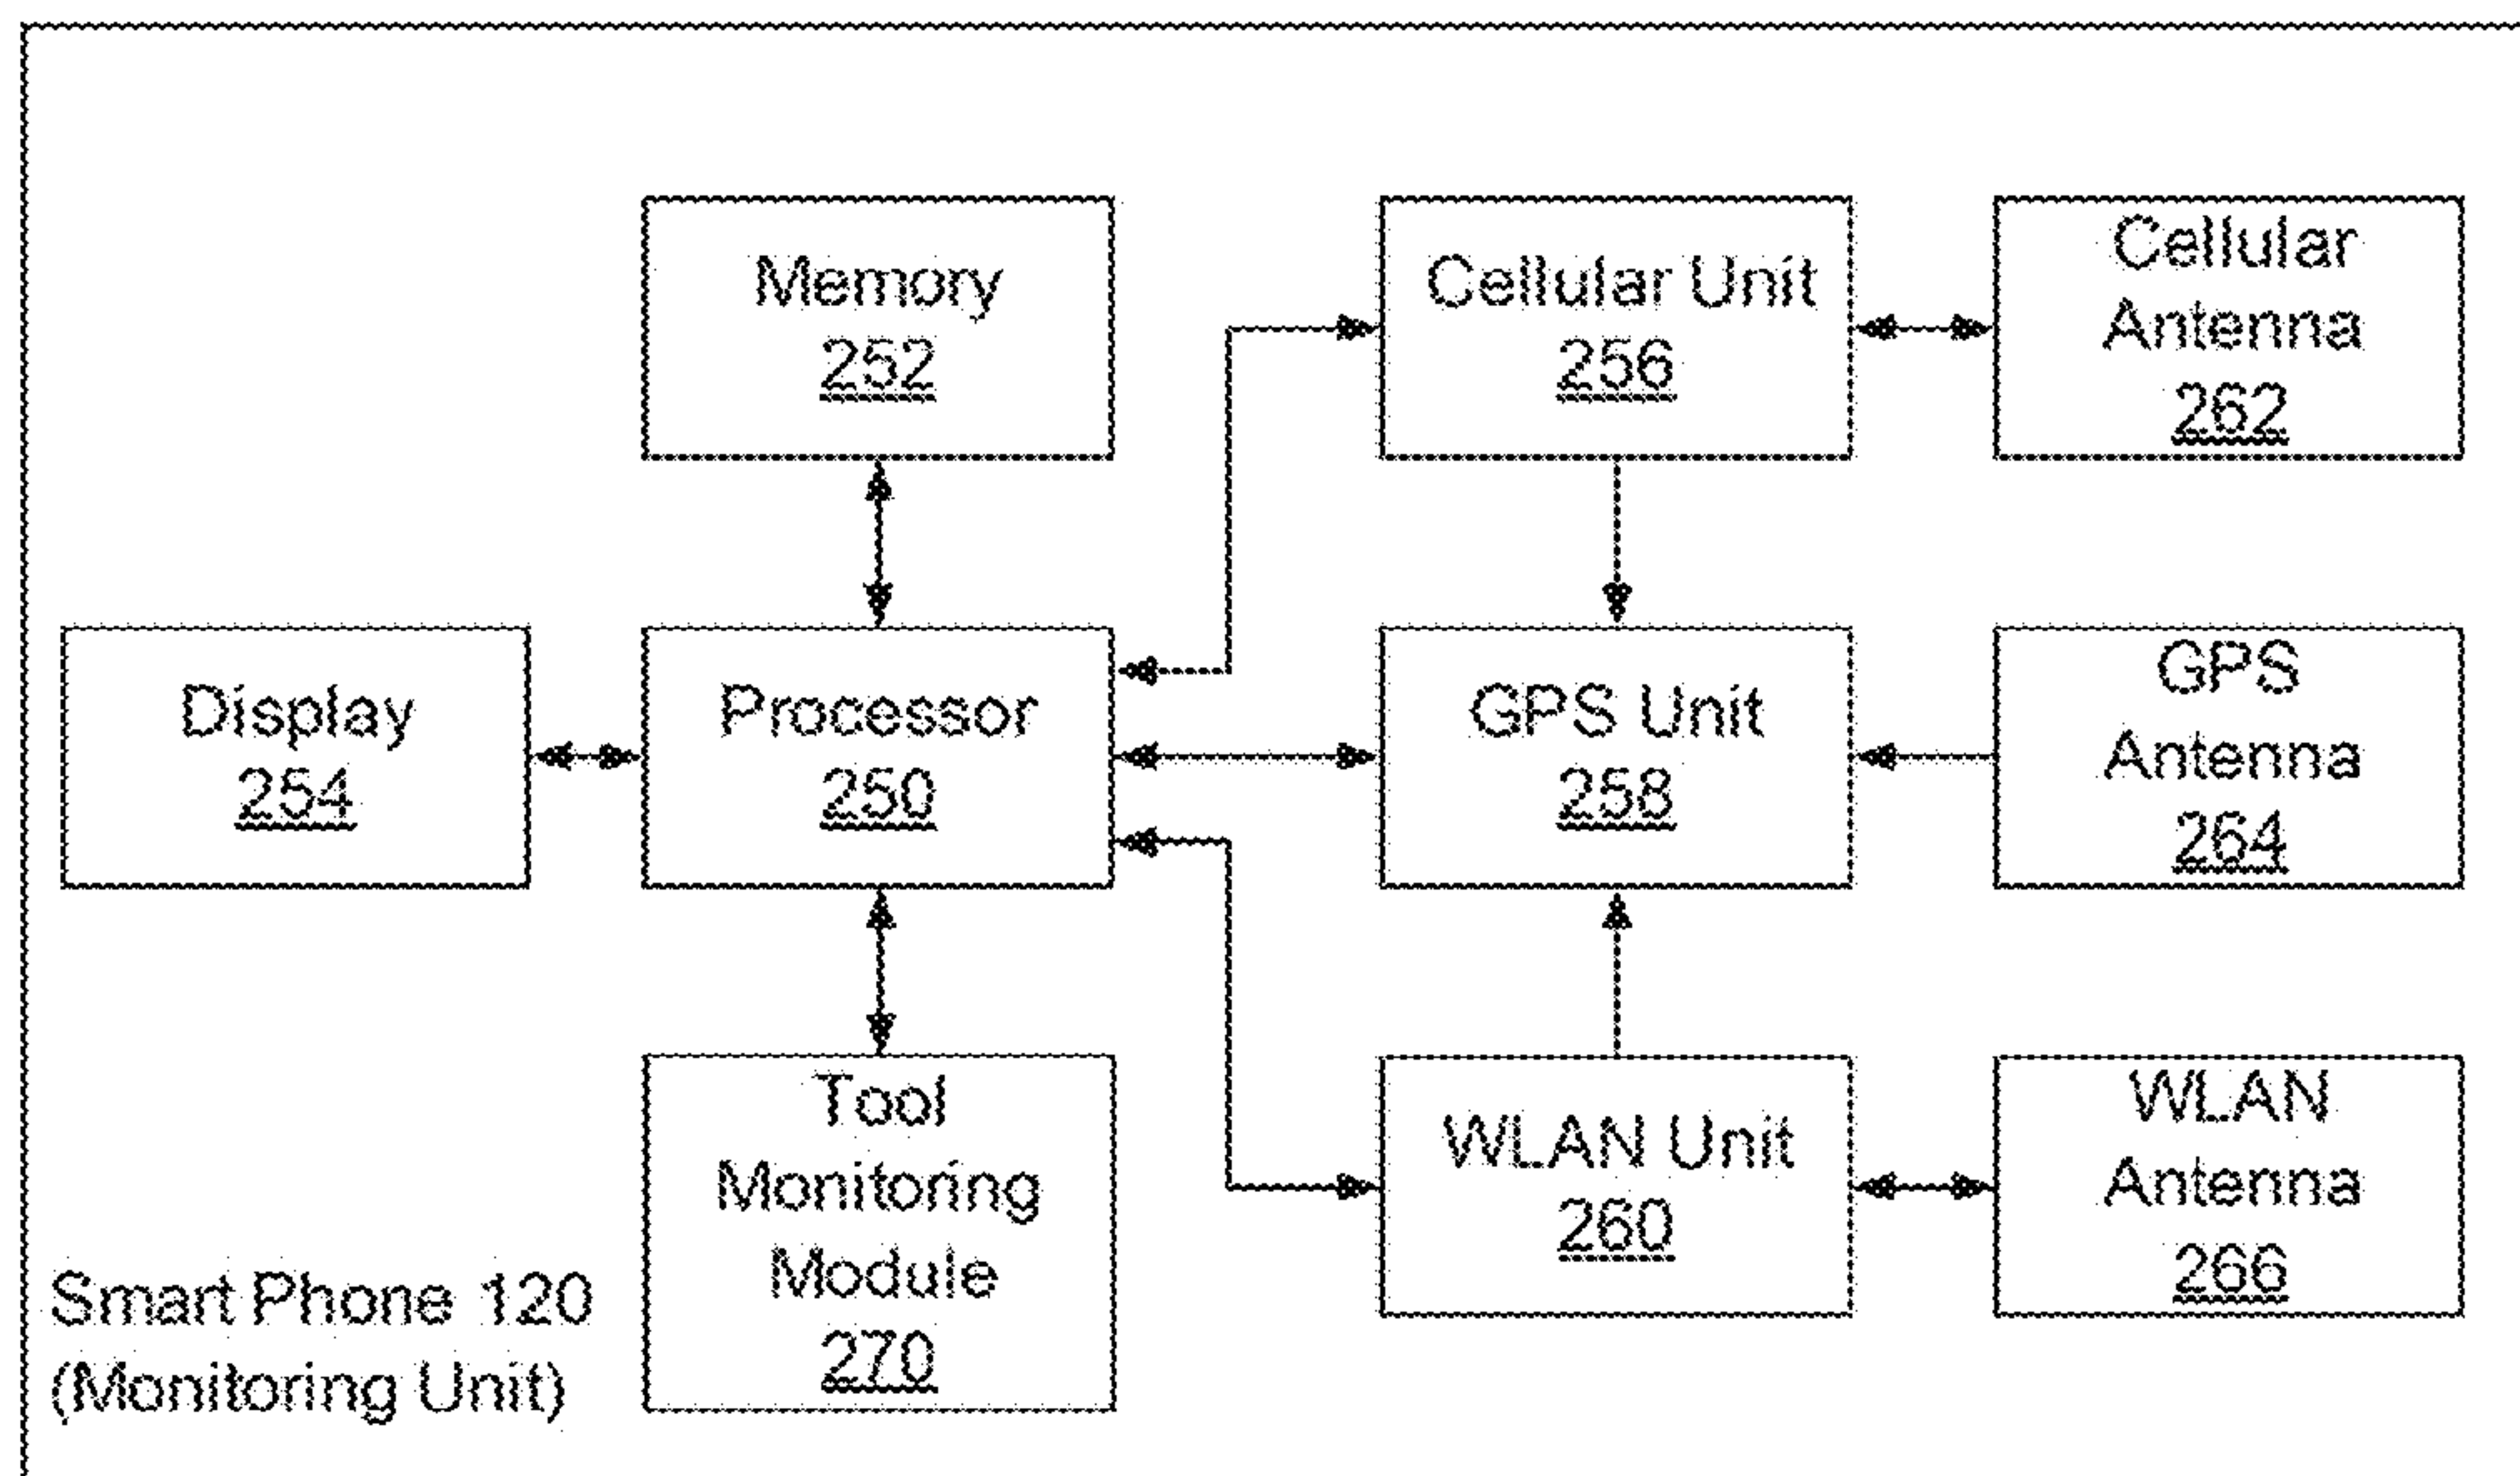 Memory
252
Cellular Unit
256
Cellular
Antenna
262
Display
254
Processor
250
GPS Unit
258
GPS
Antenna
264
Tool
Monitoring
Module
270
WLAN Unit
260
WLAN
Antenna
266
Smart Phone 120
(Monitoring Unit)